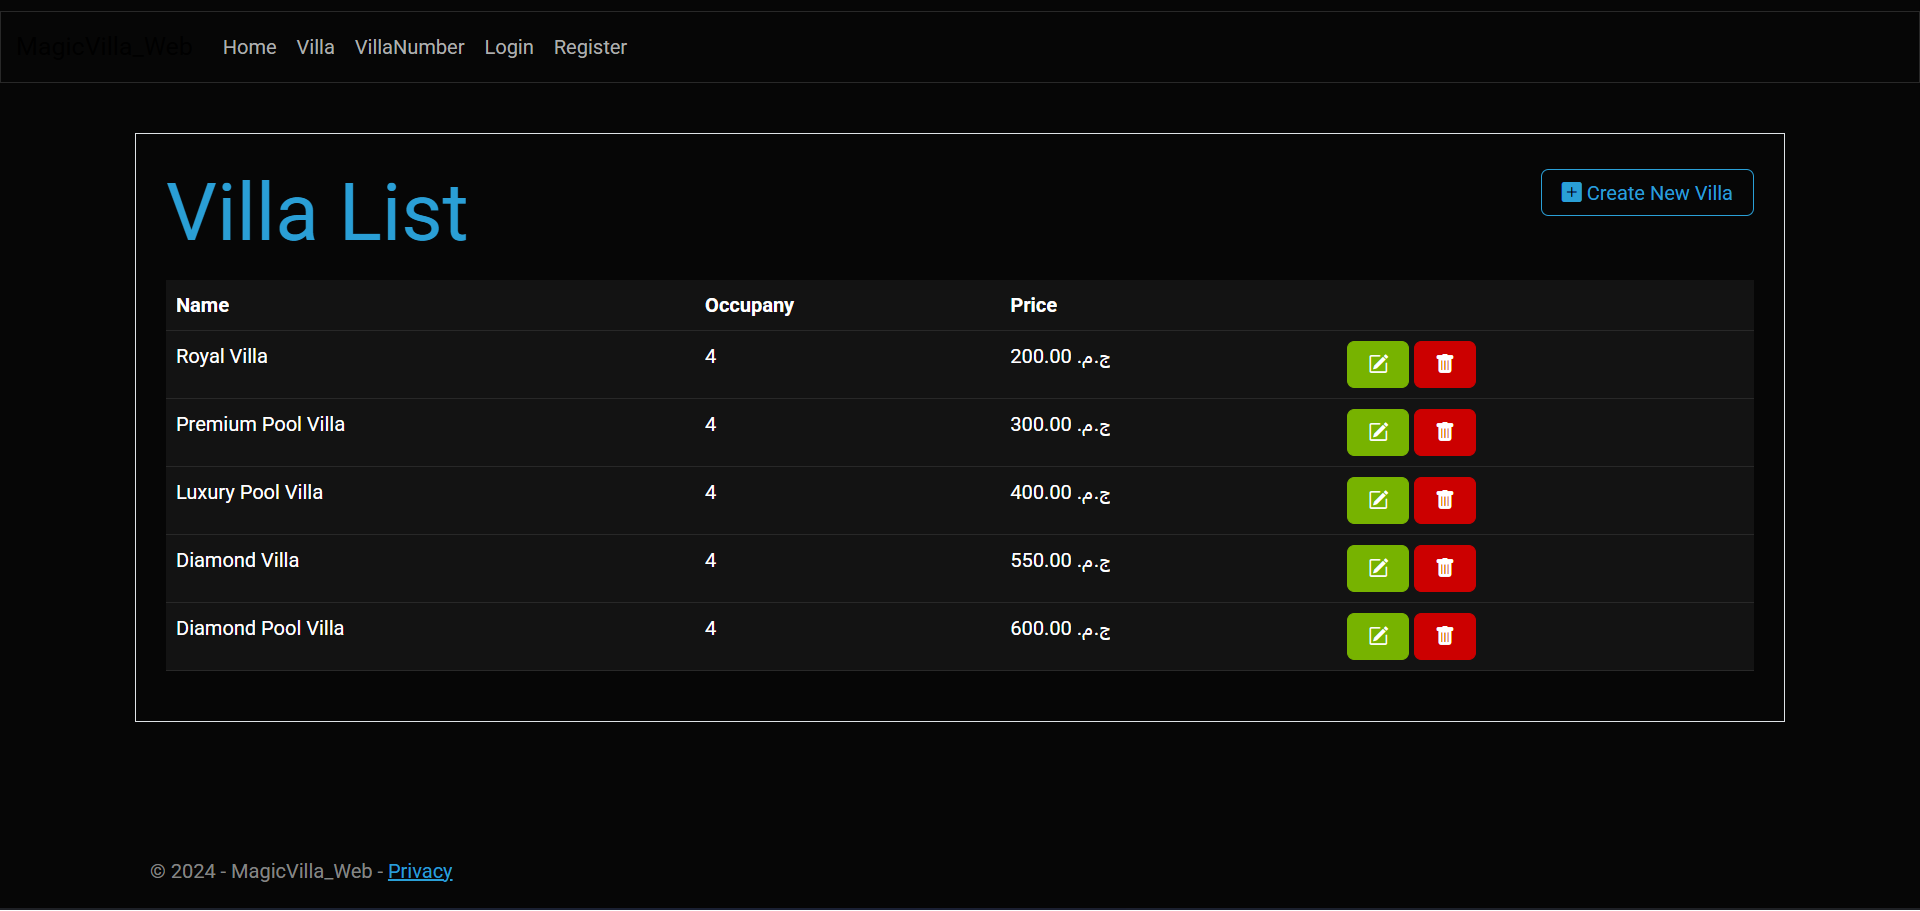 MagicVilla_Web Home Villa VillaNumber Login Register
Villa List
Create New Villa
Name Occupany Price
Royal Villa 4 ج.م.‏ 200.00
Premium Pool Villa 4 ج.م.‏ 300.00
Luxury Pool Villa 4 ج.م.‏ 400.00
Diamond Villa 4 ج.م.‏ 550.00
Diamond Pool Villa 4 ج.م.‏ 600.00
© 2024 - MagicVilla_Web - Privacy